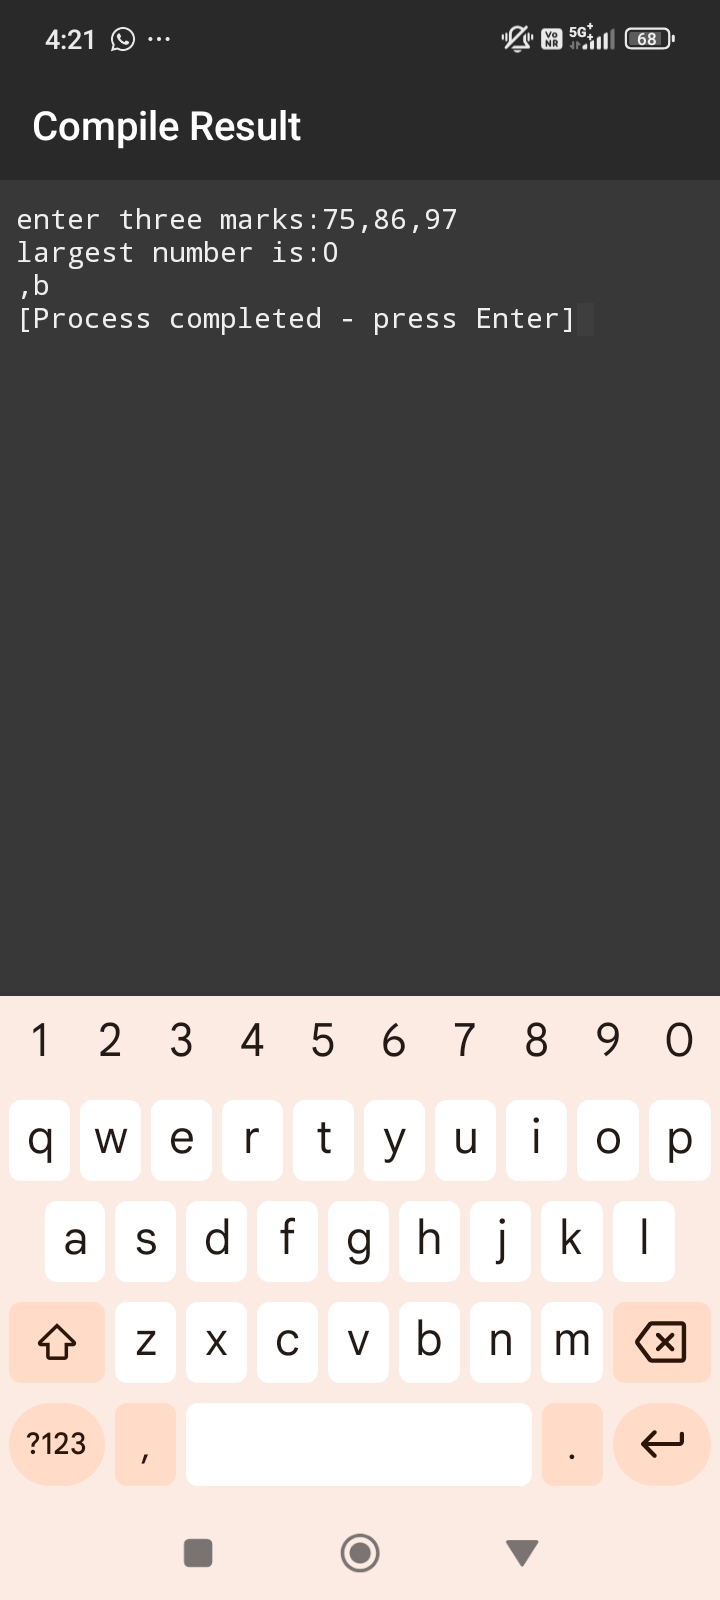 4:21 ... Vo NR 5G+ 68
Compile Result
enter three marks:75,86,97
largest number is:0
,b
[Process completed - press Enter]
1 2 3 4 5 6 7 8 9 0
q w e r t y u i o p
a s d f g h j k l
z x c v b n m
?123 , .